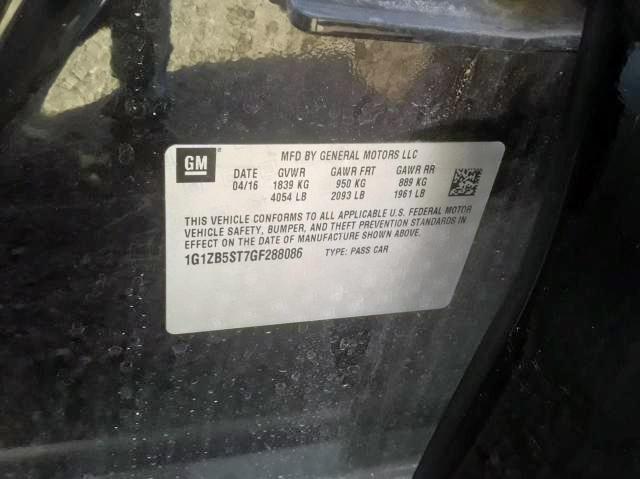 GM MFD BY GENERAL MOTORS LLC
DATE GVWR GAWR FRT GAWR RR
04/16 1839 KG 950 KG 889 KG
4054 LB 2093 LB 1961 LB
THIS VEHICLE CONFORMS TO ALL APPLICABLE U.S. FEDERAL MOTOR
VEHICLE SAFETY, BUMPER, AND THEFT PREVENTION STANDARDS IN
EFFECT ON THE DATE OF MANUFACTURE SHOWN ABOVE.
1G1ZB5ST7GF288086 TYPE: PASS CAR